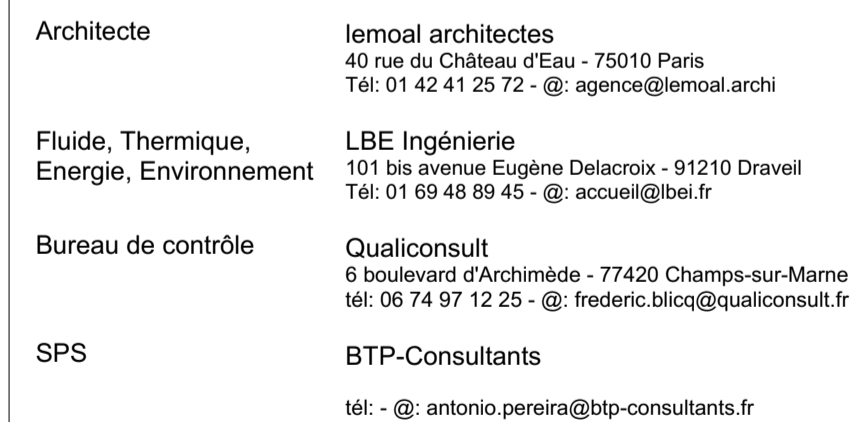 Architecte
lemoal architectes
40 rue du Château d'Eau - 75010 Paris
Tél: 01 42 41 25 72 - @: agence@lemoal.archi
Fluide, Thermique,
Energie, Environnement
LBE Ingénierie
101 bis avenue Eugène Delacroix - 91210 Draveil
Tél: 01 69 48 89 45 - @: accueil@lbei.fr
Bureau de contrôle
Qualiconsult
6 boulevard d'Archimède - 77420 Champs-sur-Marne
tél: 06 74 97 12 25 - @: frederic.blicq@qualiconsult.fr
SPS
BTP-Consultants
tél: - @: antonio.pereira@btp-consultants.fr